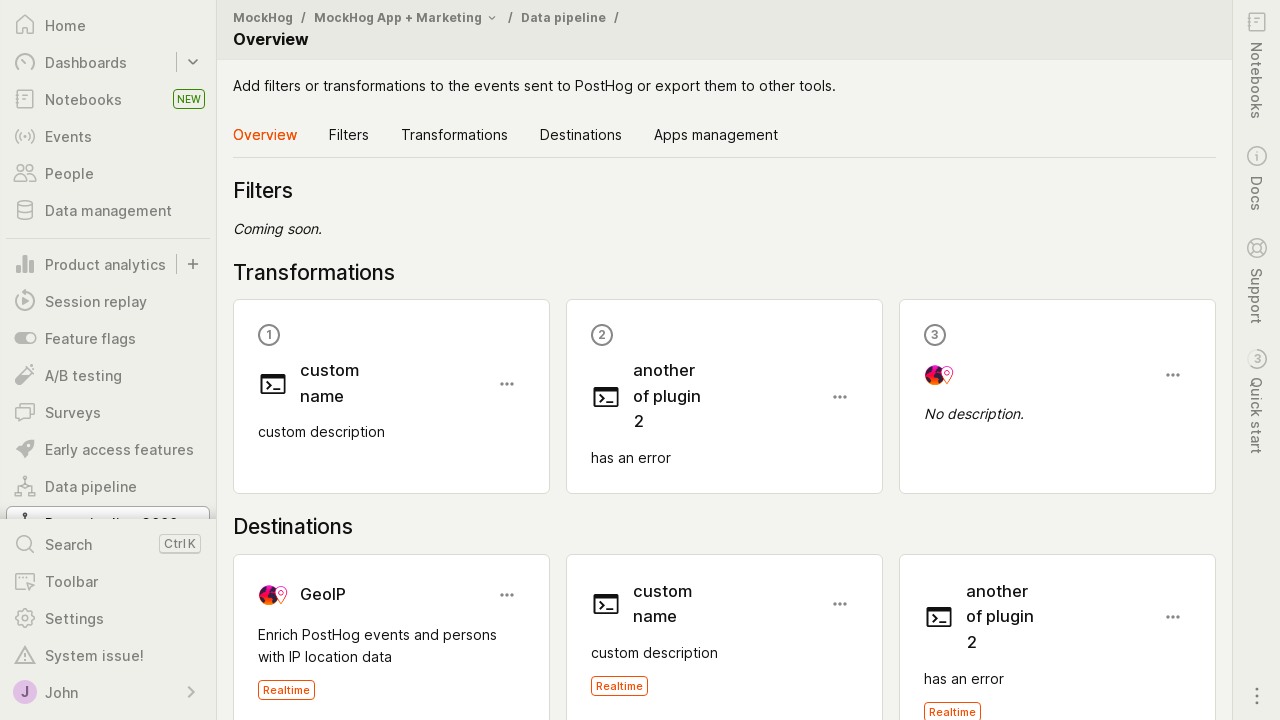 Home
Dashboards
Notebooks
NEW
Events
People
Data management
Product analytics
Session replay
Feature flags
A/B testing
Surveys
Early access features
Data pipeline
Search
Ctrl K
Toolbar
Settings
System issue!
J
John
MockHog / MockHog App + Marketing / Data pipeline /
Overview
Add filters or transformations to the events sent to PostHog or export them to other tools.
Overview Filters Transformations Destinations Apps management
Filters
Coming soon.
Transformations
1
custom
name
custom description
2
another
of plugin
2
has an error
3
No description.
Destinations
GeoIP
Enrich PostHog events and persons
with IP location data
Realtime
custom
name
custom description
Realtime
another
of plugin
2
has an error
Realtime
Notebooks
Docs
Support
3
Quick start